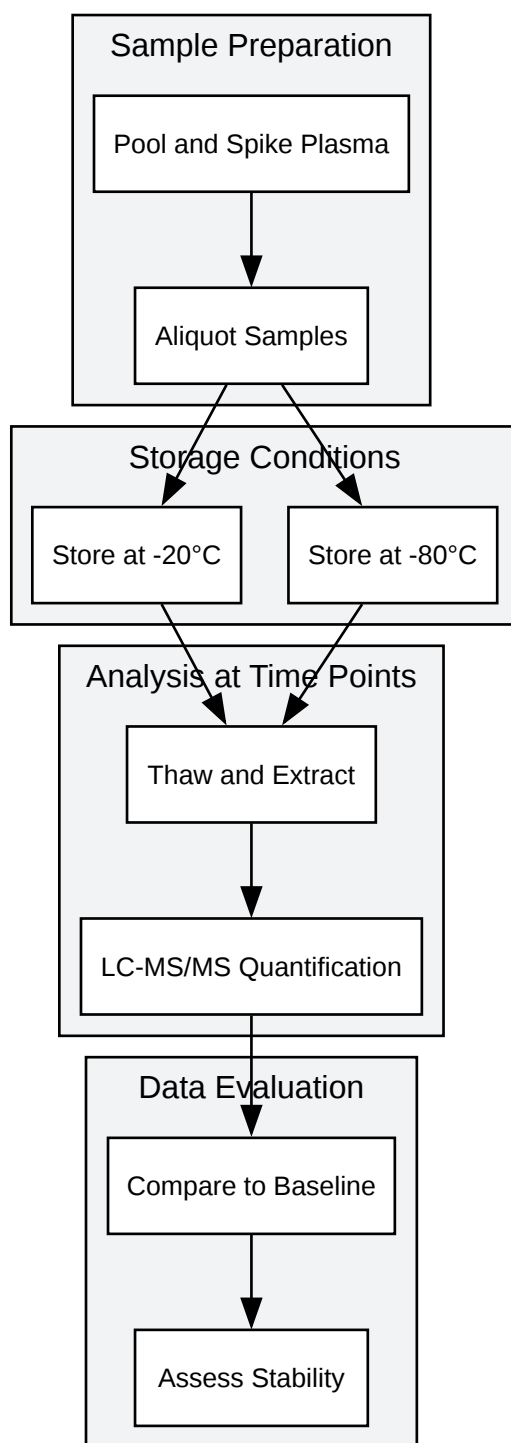 Sample Preparation
Pool and Spike Plasma
Aliquot Samples
Storage Conditions
Store at -20°C
Store at -80°C
Analysis at Time Points
Thaw and Extract
LC-MS/MS Quantification
Data Evaluation
Compare to Baseline
Assess Stability